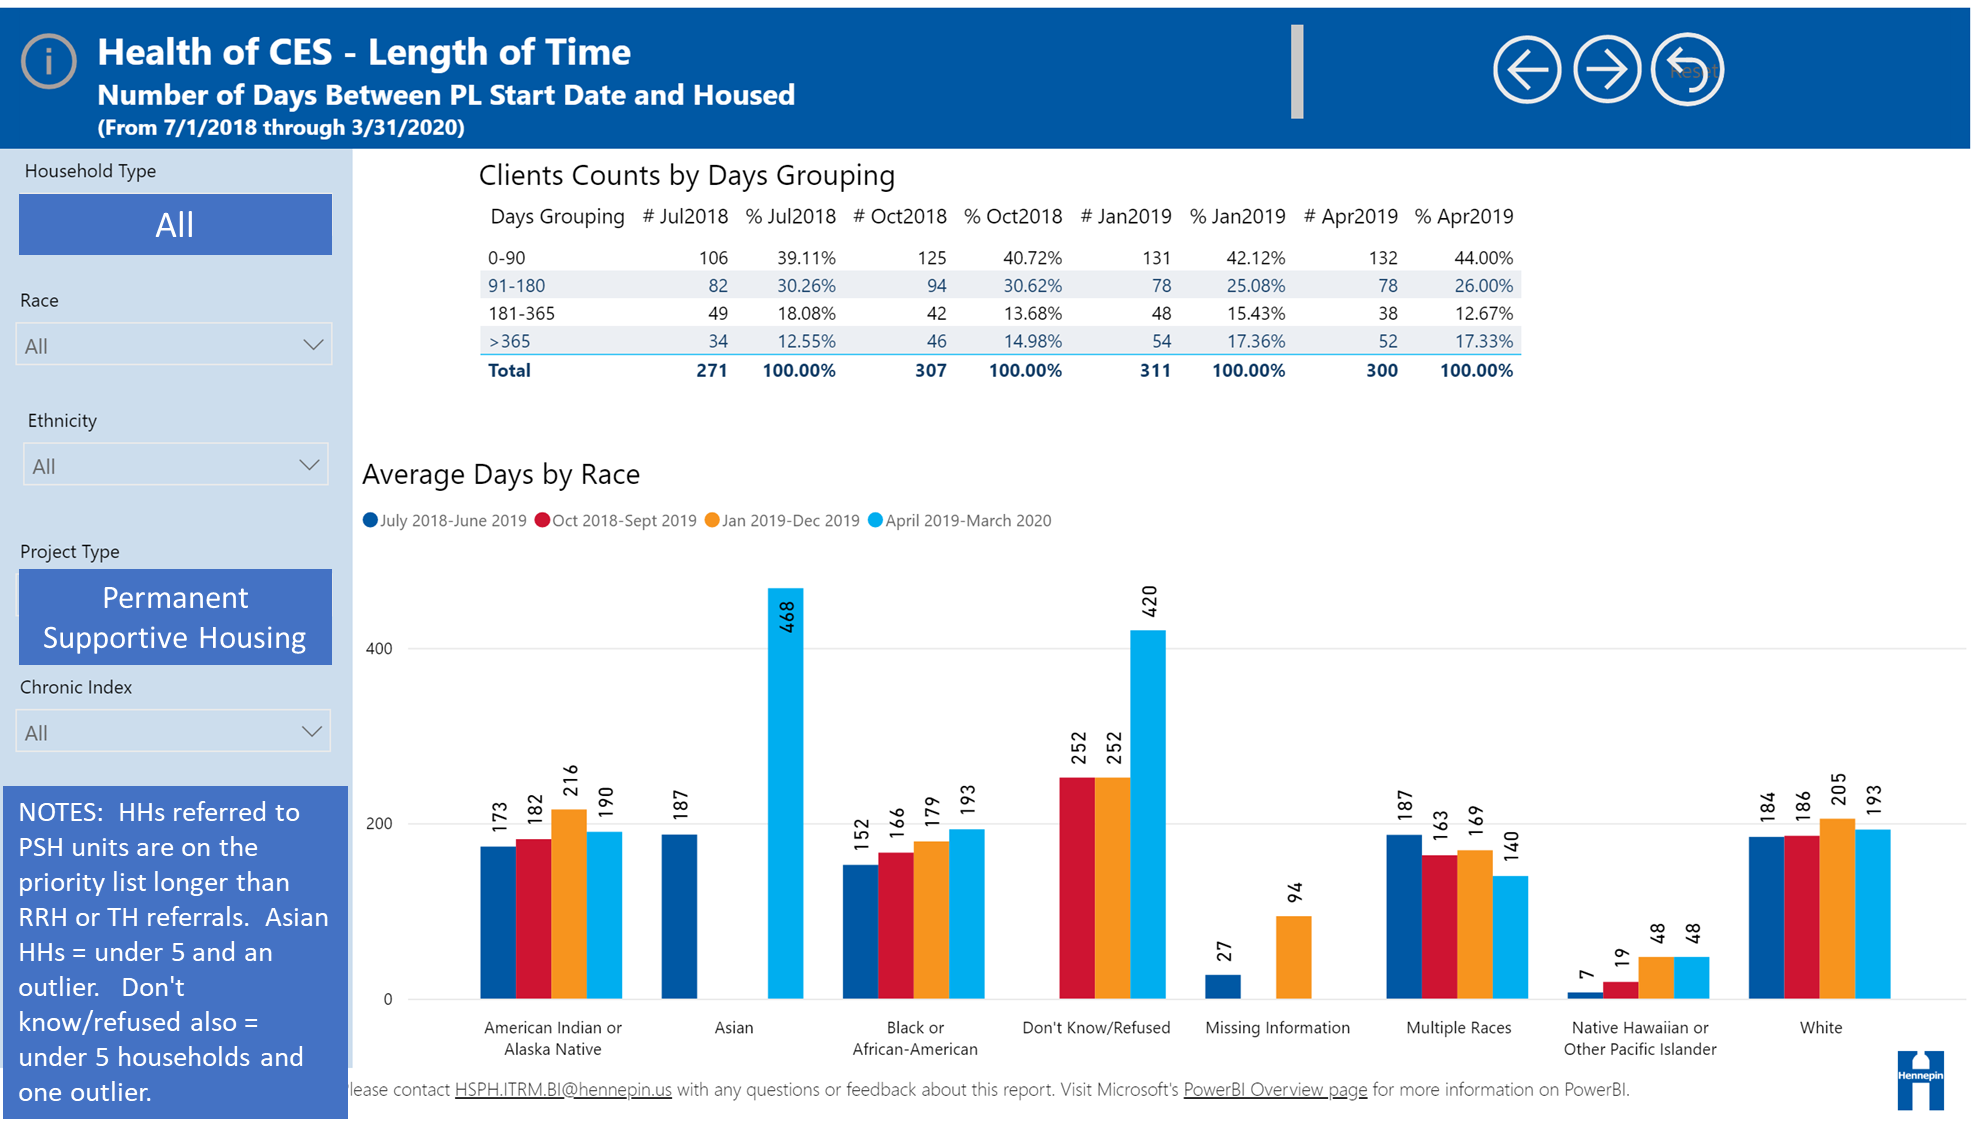 Health of CES - Length of Time
Number of Days Between PL Start Date and Housed
(From 7/1/2018 through 3/31/2020)
Reset
Household Type
All
Race
All
Ethnicity
All
Project Type
Permanent
Supportive Housing
Chronic Index
All
NOTES: HHs referred to
PSH units are on the
priority list longer than
RRH or TH referrals. Asian
HHs = under 5 and an
outlier. Don't
know/refused also =
under 5 households and
one outlier.
Clients Counts by Days Grouping
Days Grouping # Jul2018 % Jul2018 # Oct2018 % Oct2018 # Jan2019 % Jan2019 # Apr2019 % Apr2019
0-90 106 39.11% 125 40.72% 131 42.12% 132 44.00%
91-180 82 30.26% 94 30.62% 78 25.08% 78 26.00%
181-365 49 18.08% 42 13.68% 48 15.43% 38 12.67%
>365 34 12.55% 46 14.98% 54 17.36% 52 17.33%
Total 271 100.00% 307 100.00% 311 100.00% 300 100.00%
Average Days by Race
July 2018-June 2019 Oct 2018-Sept 2019 Jan 2019-Dec 2019 April 2019-March 2020
400
200
0
173 182 216 190
187 468
152 166 179 193
252 252 420
27 94
187 163 169 140
7 19 48 48
184 186 205 193
American Indian or
Alaska Native
Asian
Black or
African-American
Don't Know/Refused
Missing Information
Multiple Races
Native Hawaiian or
Other Pacific Islander
White
lease contact HSPH.ITRM.BI@hennepin.us with any questions or feedback about this report. Visit Microsoft's PowerBI Overview page for more information on PowerBI.
Hennepin